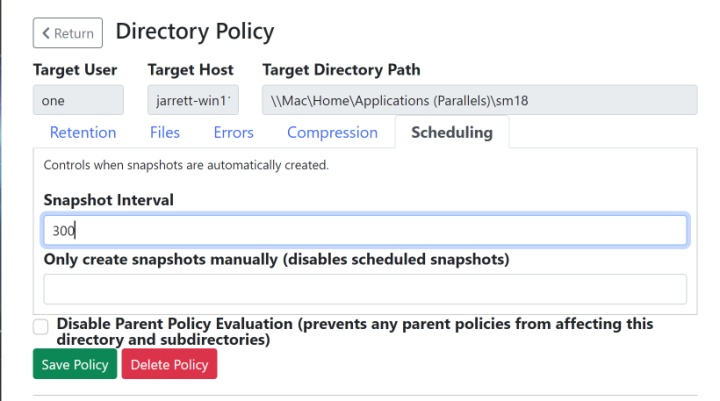 Return Directory Policy
Target User Target Host Target Directory Path
one jarrett-win1 \\Mac\Home\Applications (Parallels)\sm18
Retention Files Errors Compression Scheduling
Controls when snapshots are automatically created.
Snapshot Interval
300
Only create snapshots manually (disables scheduled snapshots)
Disable Parent Policy Evaluation (prevents any parent policies from affecting this
directory and subdirectories)
Save Policy Delete Policy